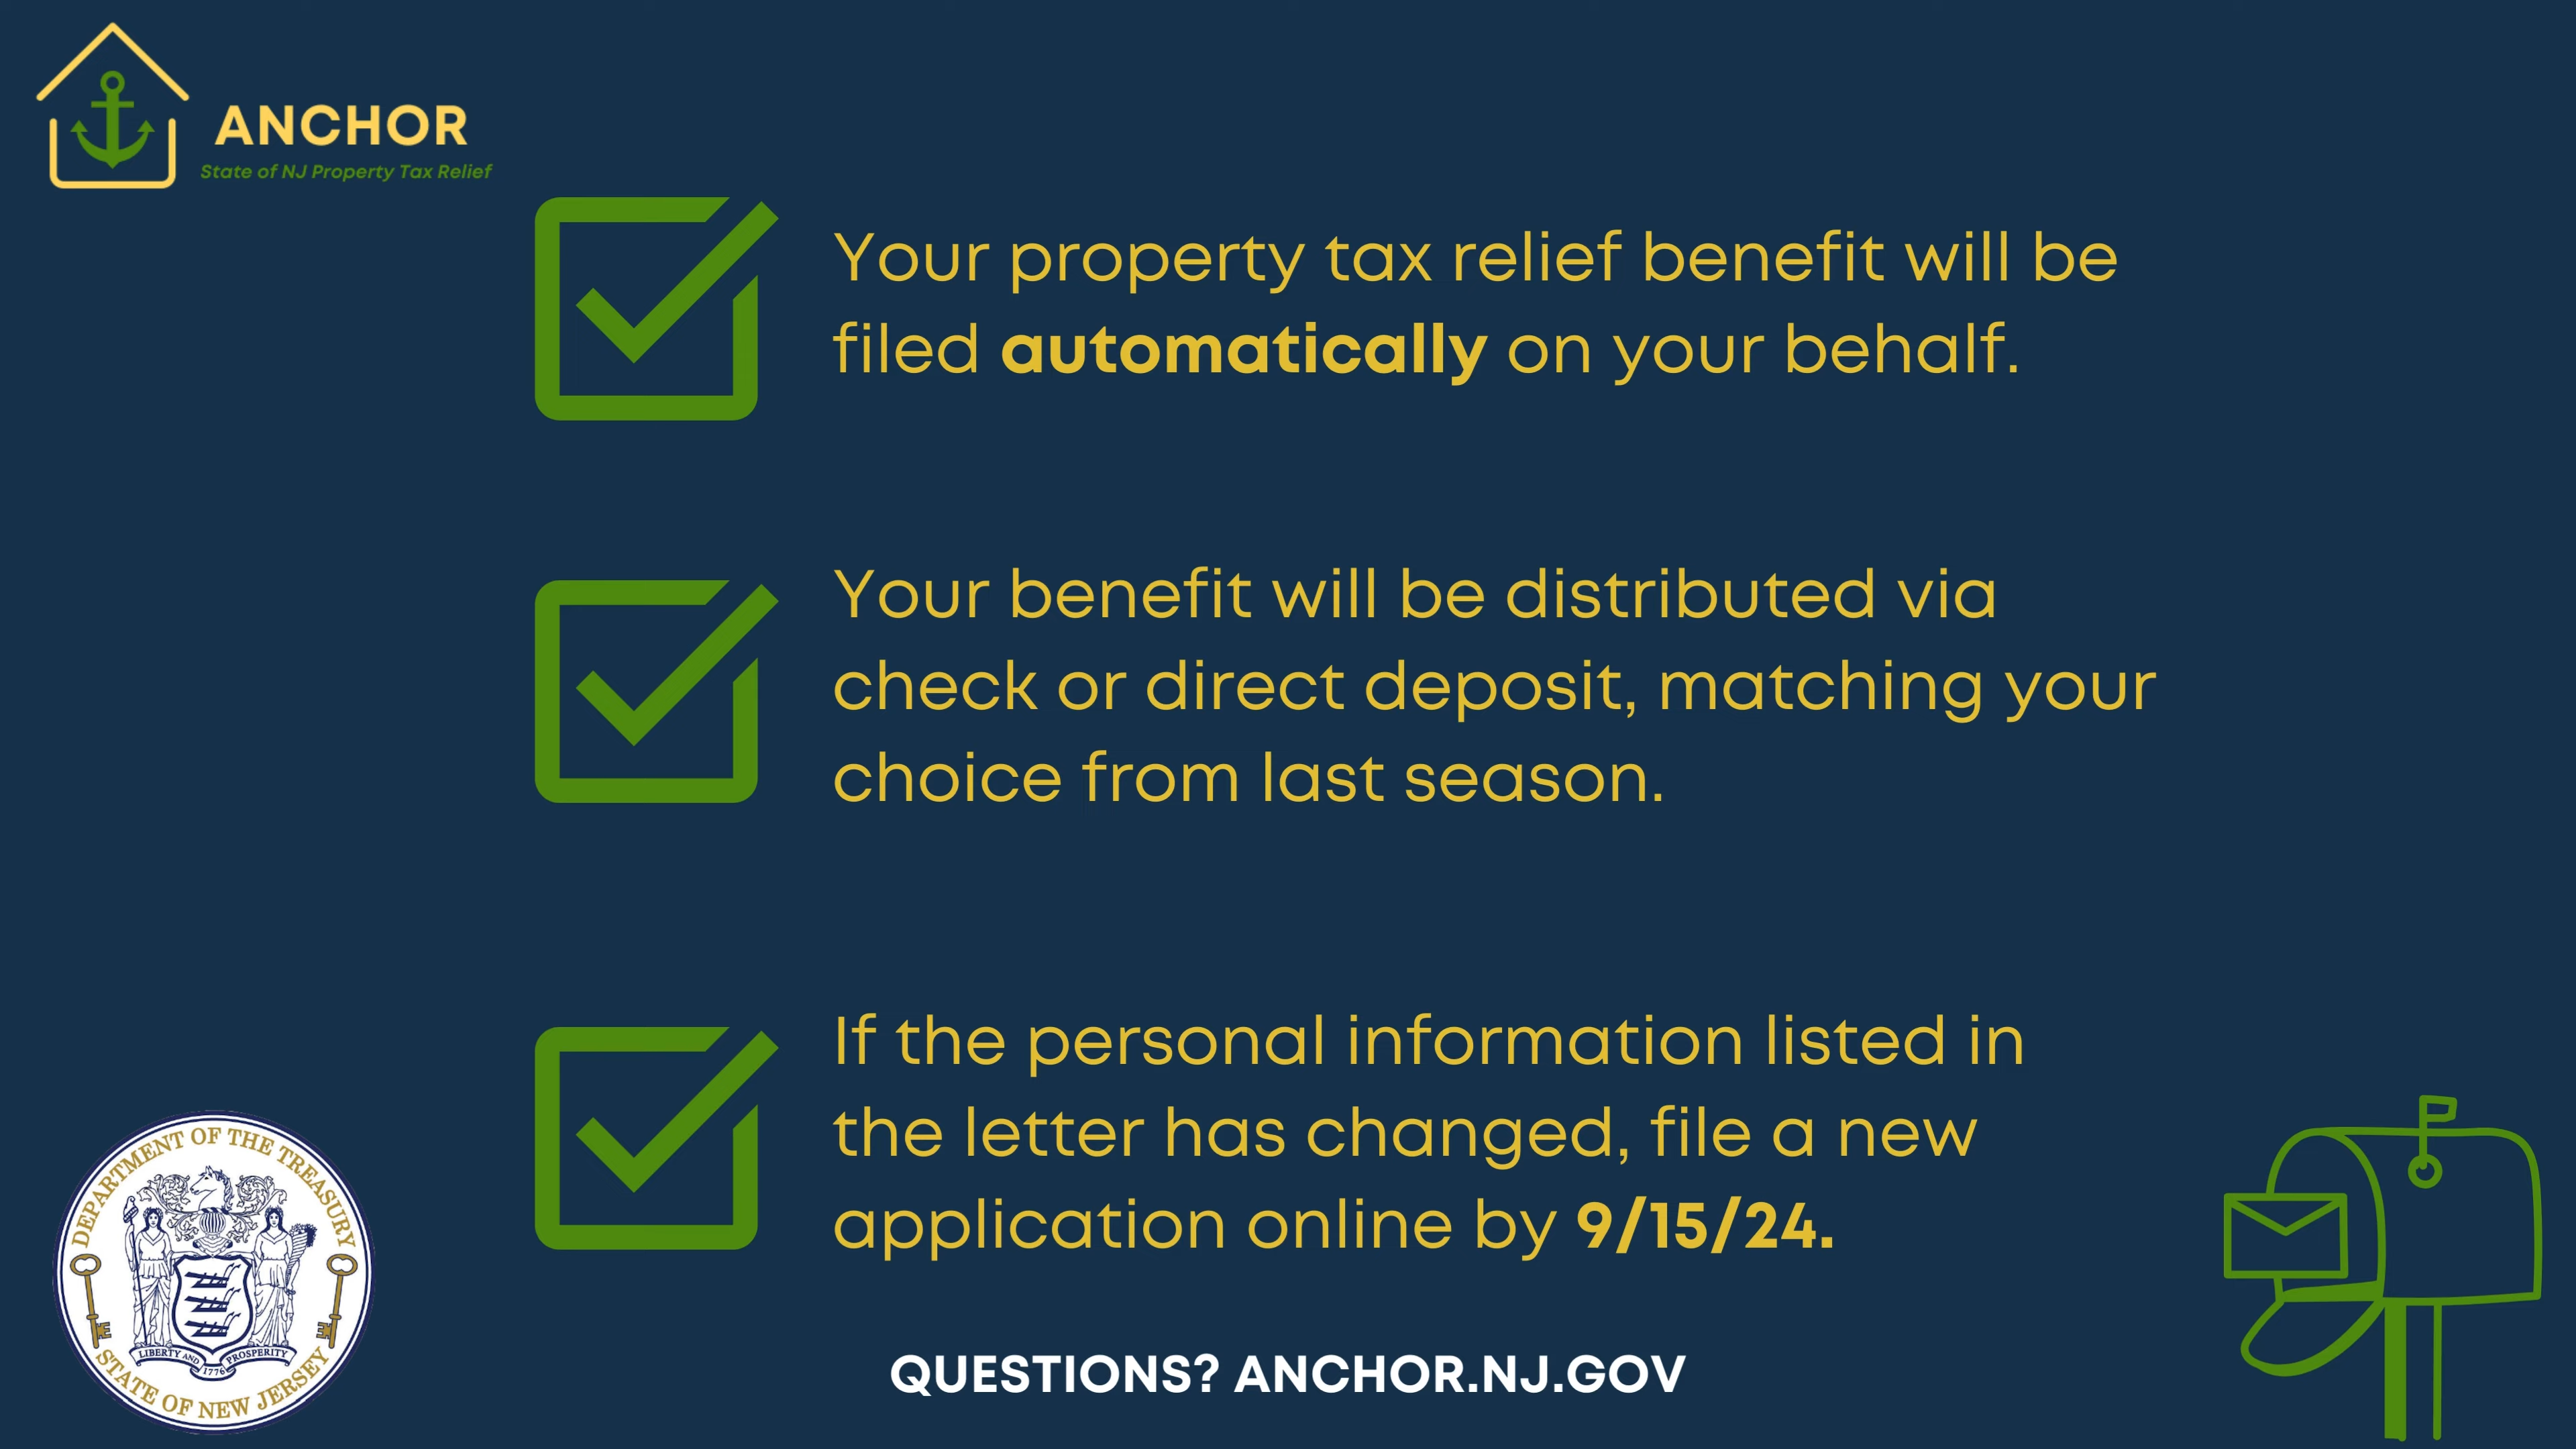 ANCHOR
State of NJ Property Tax Relief
Your property tax relief benefit will be
filed automatically on your behalf.
Your benefit will be distributed via
check or direct deposit, matching your
choice from last season.
If the personal information listed in
the letter has changed, file a new
application online by 9/15/24.
DEPARTMENT OF THE TREASURY
LIBERTY AND PROSPERITY
1776
STATE OF NEW JERSEY
QUESTIONS? ANCHOR.NJ.GOV